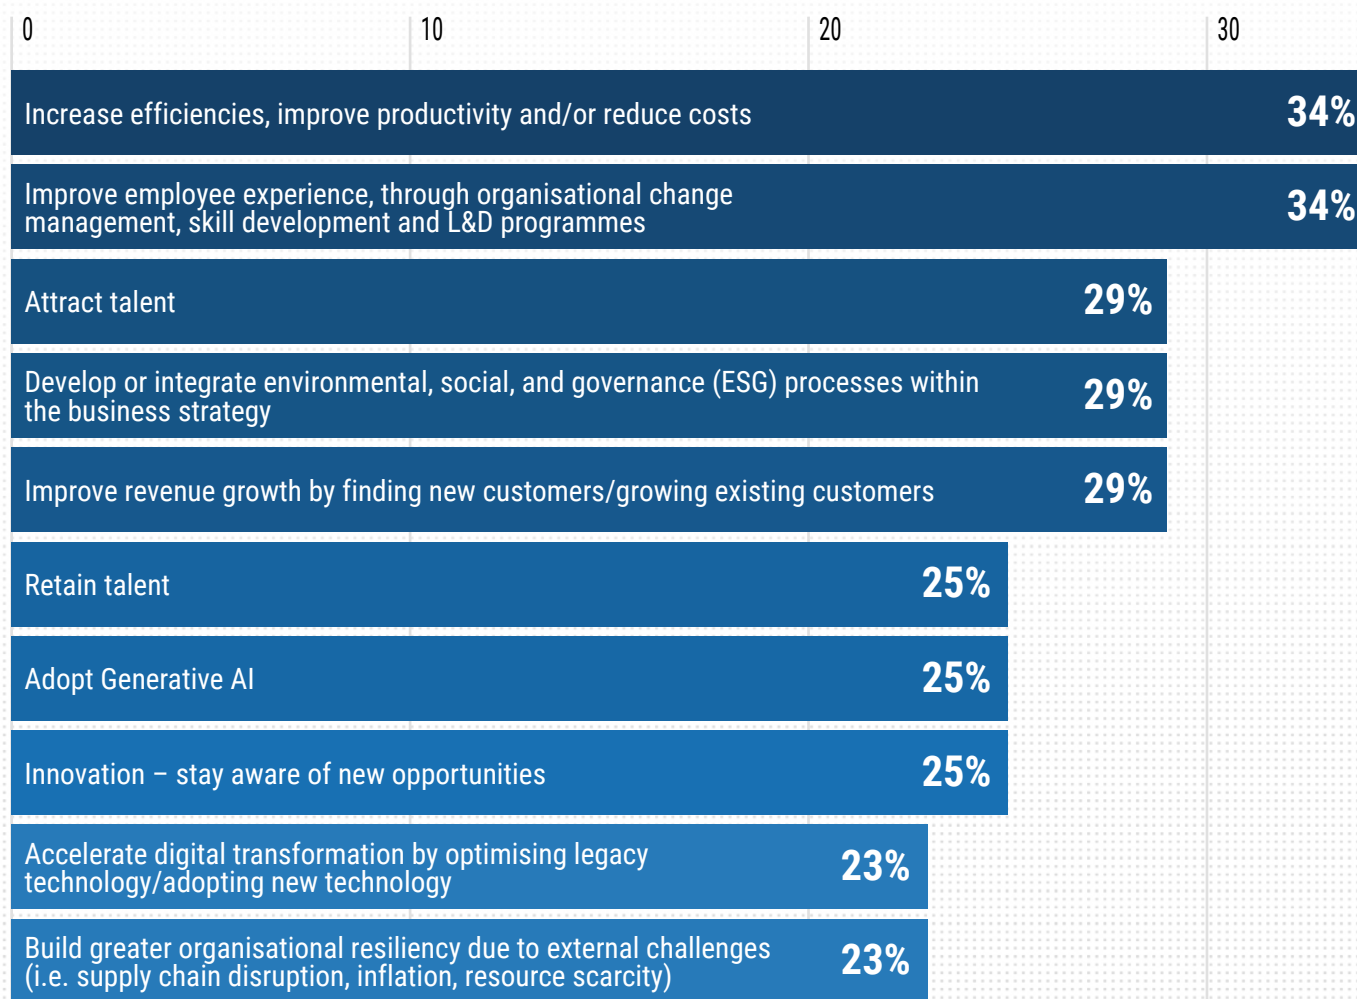 0 10 20 30
Increase efficiencies, improve productivity and/or reduce costs 34%
Improve employee experience, through organisational change
management, skill development and L&D programmes 34%
Attract talent 29%
Develop or integrate environmental, social, and governance (ESG) processes within
the business strategy 29%
Improve revenue growth by finding new customers/growing existing customers 29%
Retain talent 25%
Adopt Generative AI 25%
Innovation – stay aware of new opportunities 25%
Accelerate digital transformation by optimising legacy
technology/adopting new technology 23%
Build greater organisational resiliency due to external challenges
(i.e. supply chain disruption, inflation, resource scarcity) 23%